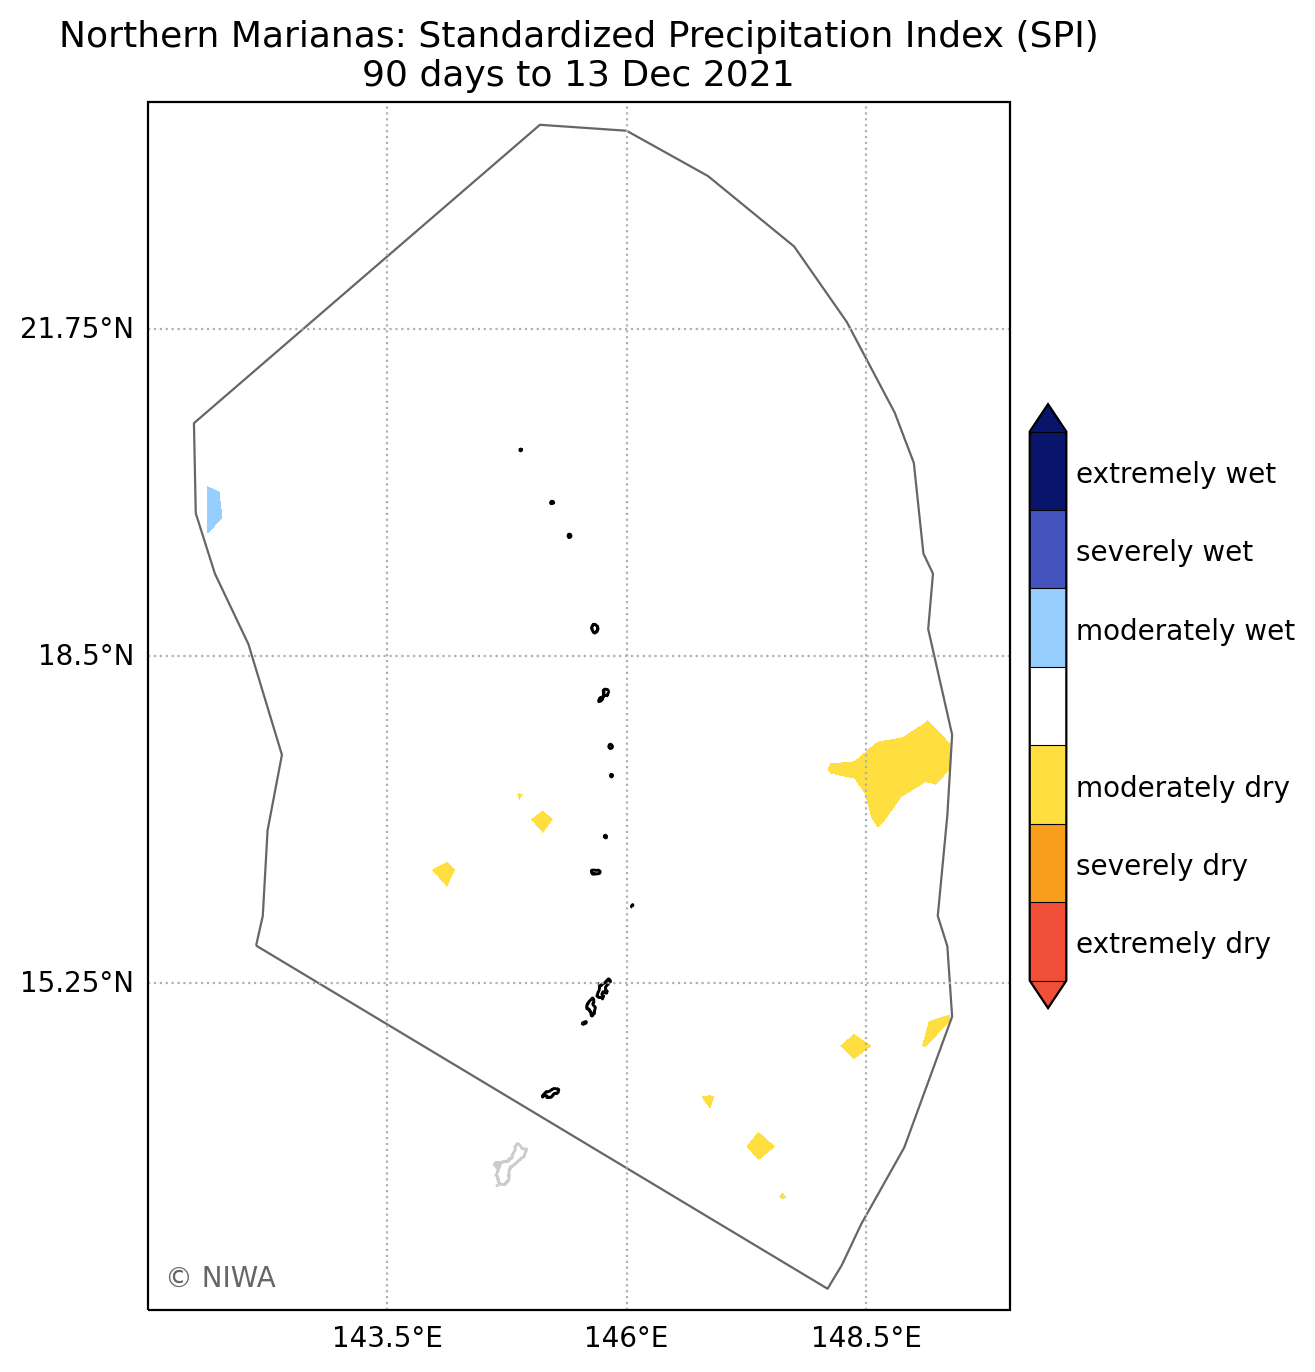 Northern Marianas: Standardized Precipitation Index (SPI)
90 days to 13 Dec 2021
21.75°N
18.5°N
15.25°N
143.5°E
146°E
148.5°E
extremely wet
severely wet
moderately wet
moderately dry
severely dry
extremely dry
© NIWA